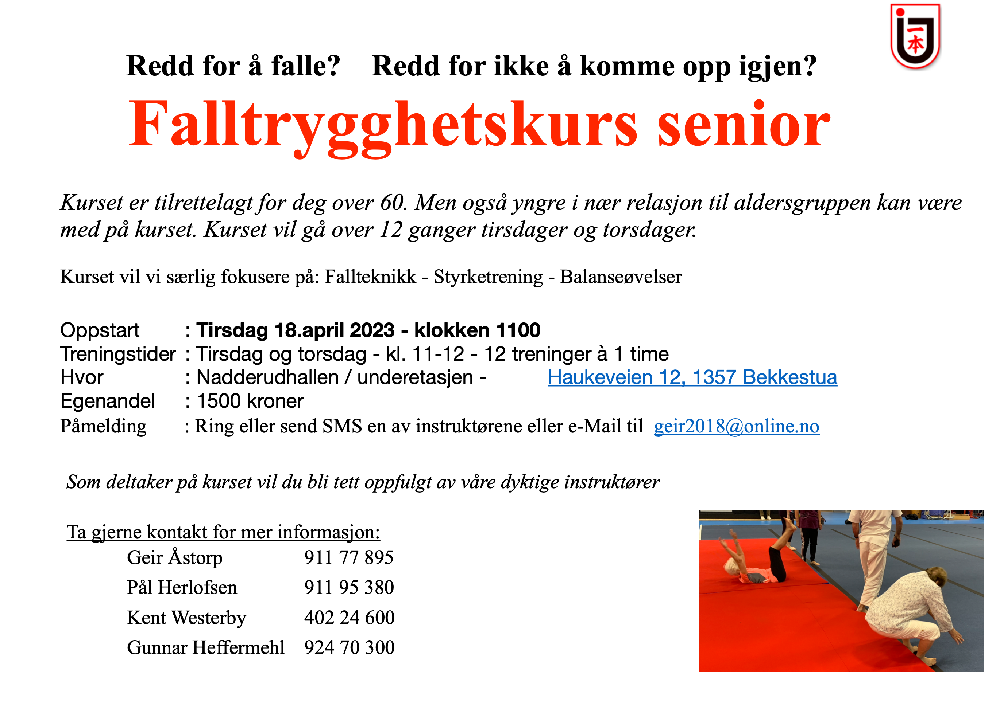 一
本
Redd for å falle? Redd for ikke å komme opp igjen?
Falltrygghetskurs senior
Kurset er tilrettelagt for deg over 60. Men også yngre i nær relasjon til aldersgruppen kan være
med på kurset. Kurset vil gå over 12 ganger tirsdager og torsdager.
Kurset vil vi særlig fokusere på: Fallteknikk - Styrketrening - Balanseøvelser
Oppstart : Tirsdag 18.april 2023 - klokken 1100
Treningstider : Tirsdag og torsdag - kl. 11-12 - 12 treninger à 1 time
Hvor : Nadderudhallen / underetasjen - Haukeveien 12, 1357 Bekkestua
Egenandel : 1500 kroner
Påmelding : Ring eller send SMS en av instruktørene eller e-Mail til geir2018@online.no
Som deltaker på kurset vil du bli tett oppfulgt av våre dyktige instruktører
Ta gjerne kontakt for mer informasjon:
Geir Åstorp 911 77 895
Pål Herlofsen 911 95 380
Kent Westerby 402 24 600
Gunnar Heffermehl 924 70 300